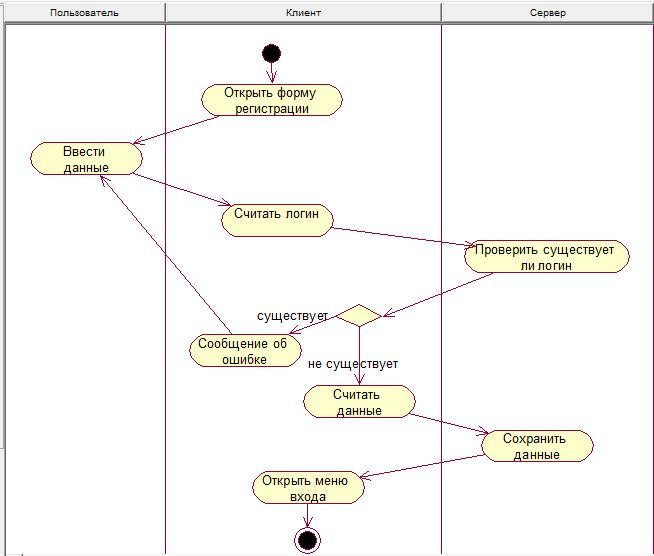 Пользователь
Клиент
Сервер
Открыть форму
регистрации
Ввести
данные
Считать логин
Проверить существует
ли логин
существует
Сообщение об
ошибке
не существует
Считать
данные
Сохранить
данные
Открыть меню
входа